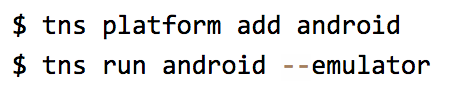 $ tns platform add android
$ tns run android --emulator